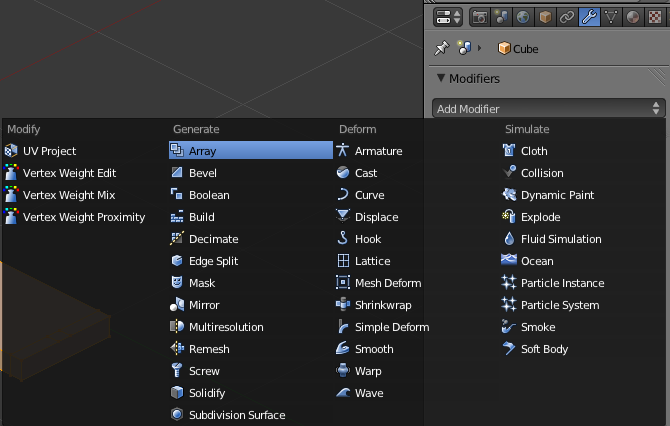 Cube
Modifiers
Add Modifier
Modify
UV Project
Vertex Weight Edit
Vertex Weight Mix
Vertex Weight Proximity
Generate
Array
Bevel
Boolean
Build
Decimate
Edge Split
Mask
Mirror
Multiresolution
Remesh
Screw
Solidify
Subdivision Surface
Deform
Armature
Cast
Curve
Displace
Hook
Lattice
Mesh Deform
Shrinkwrap
Simple Deform
Smooth
Warp
Wave
Simulate
Cloth
Collision
Dynamic Paint
Explode
Fluid Simulation
Ocean
Particle Instance
Particle System
Smoke
Soft Body